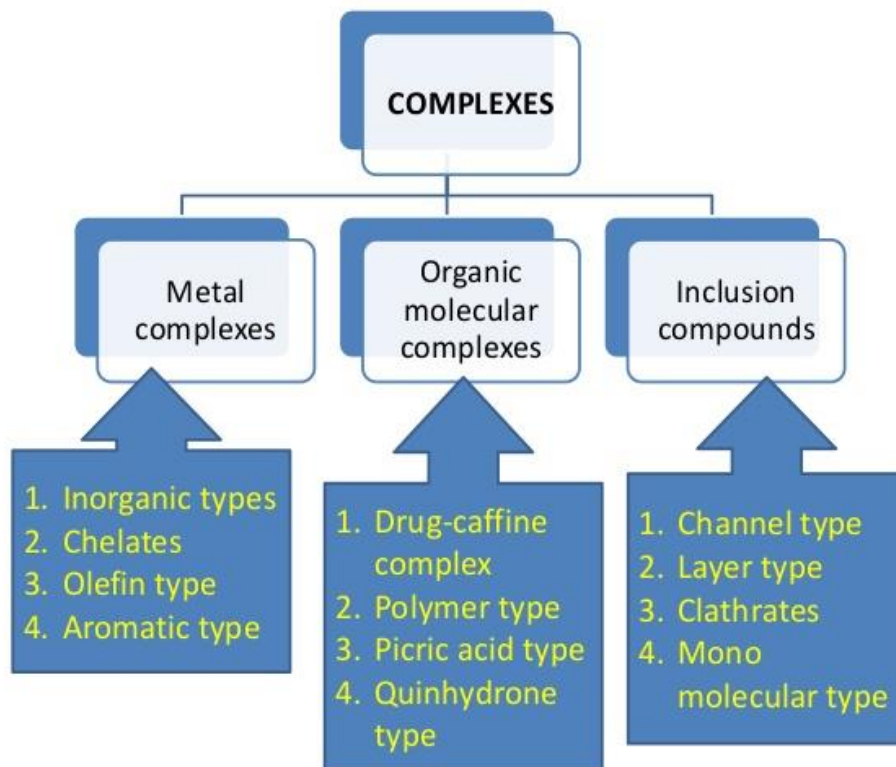 COMPLEXES
Metal
complexes
Organic
molecular
complexes
Inclusion
compounds
1. Inorganic types
2. Chelates
3. Olefin type
4. Aromatic type
1. Drug-caffine
complex
2. Polymer type
3. Picric acid type
4. Quinhydrone
type
1. Channel type
2. Layer type
3. Clathrates
4. Mono
molecular type